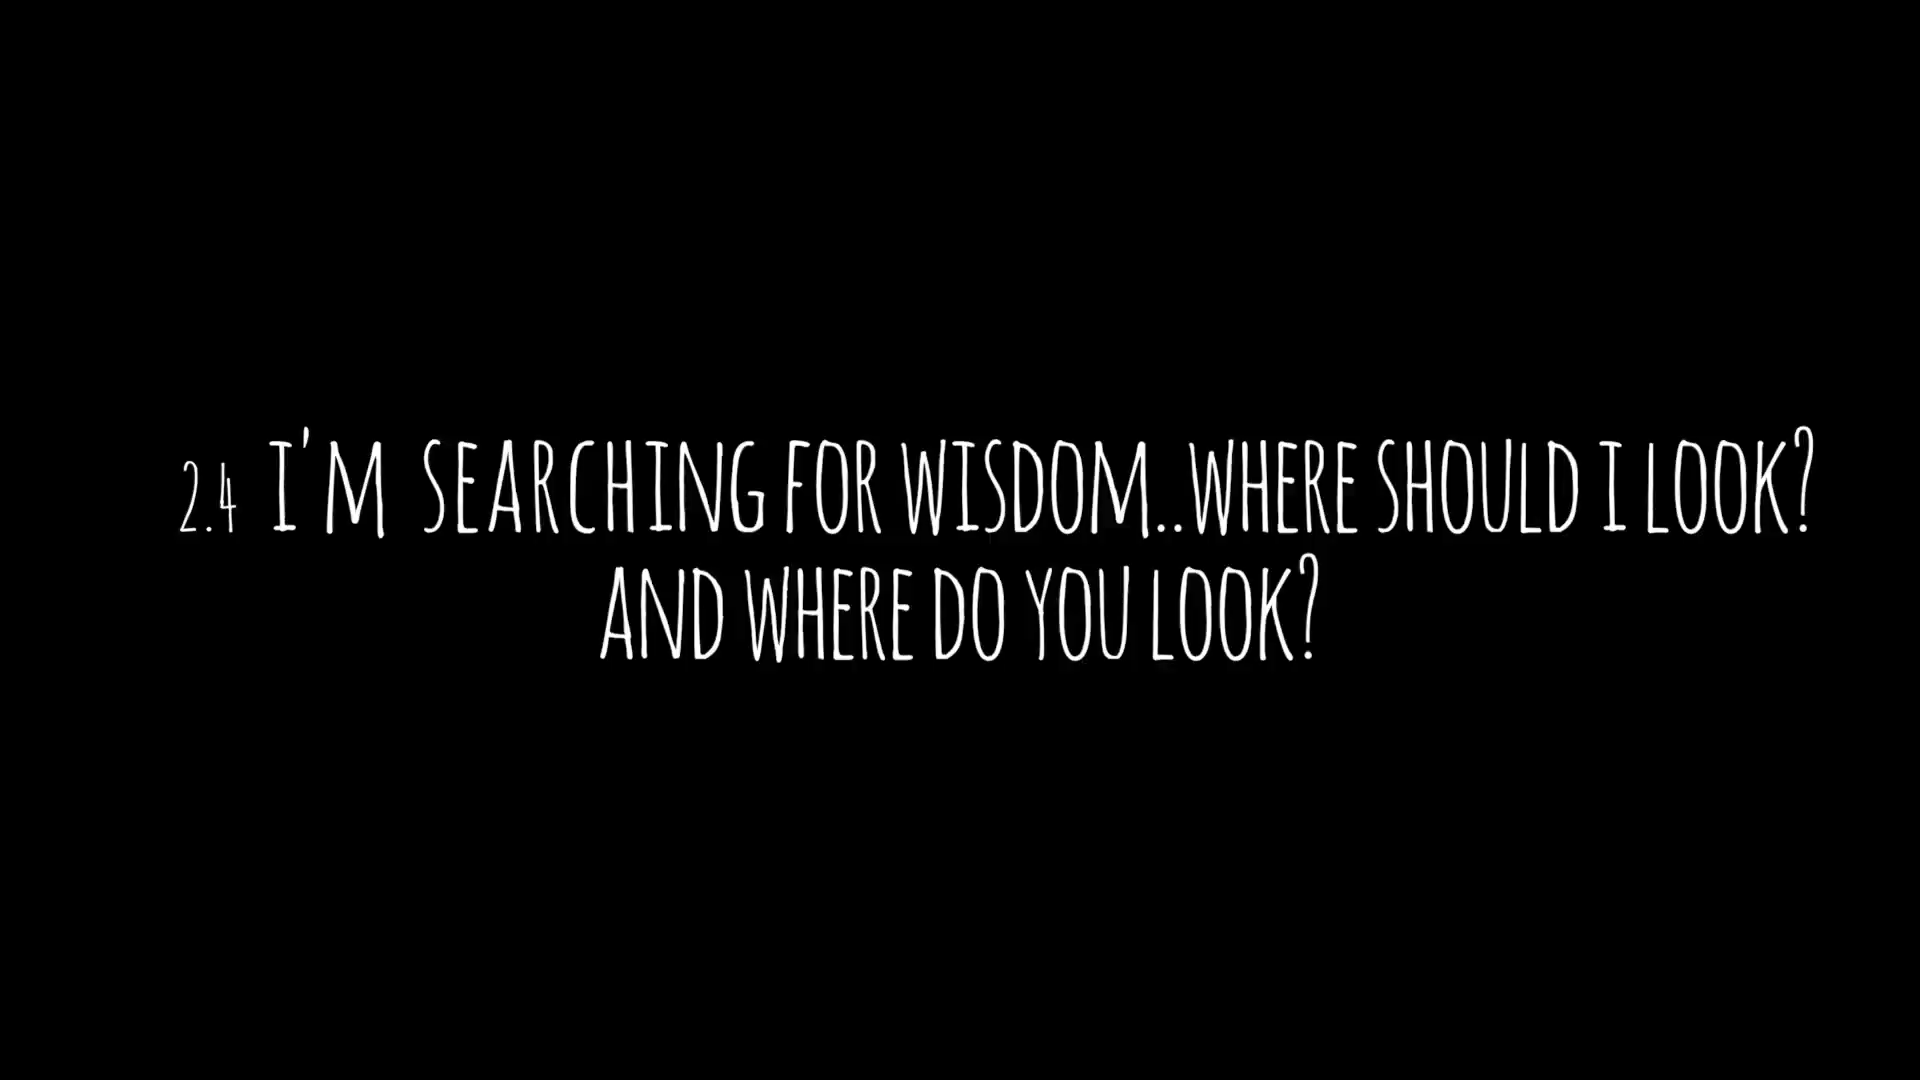 2.4 I'M SEARCHING FOR WISDOM..WHERE SHOULD I LOOK?
AND WHERE DO YOU LOOK?